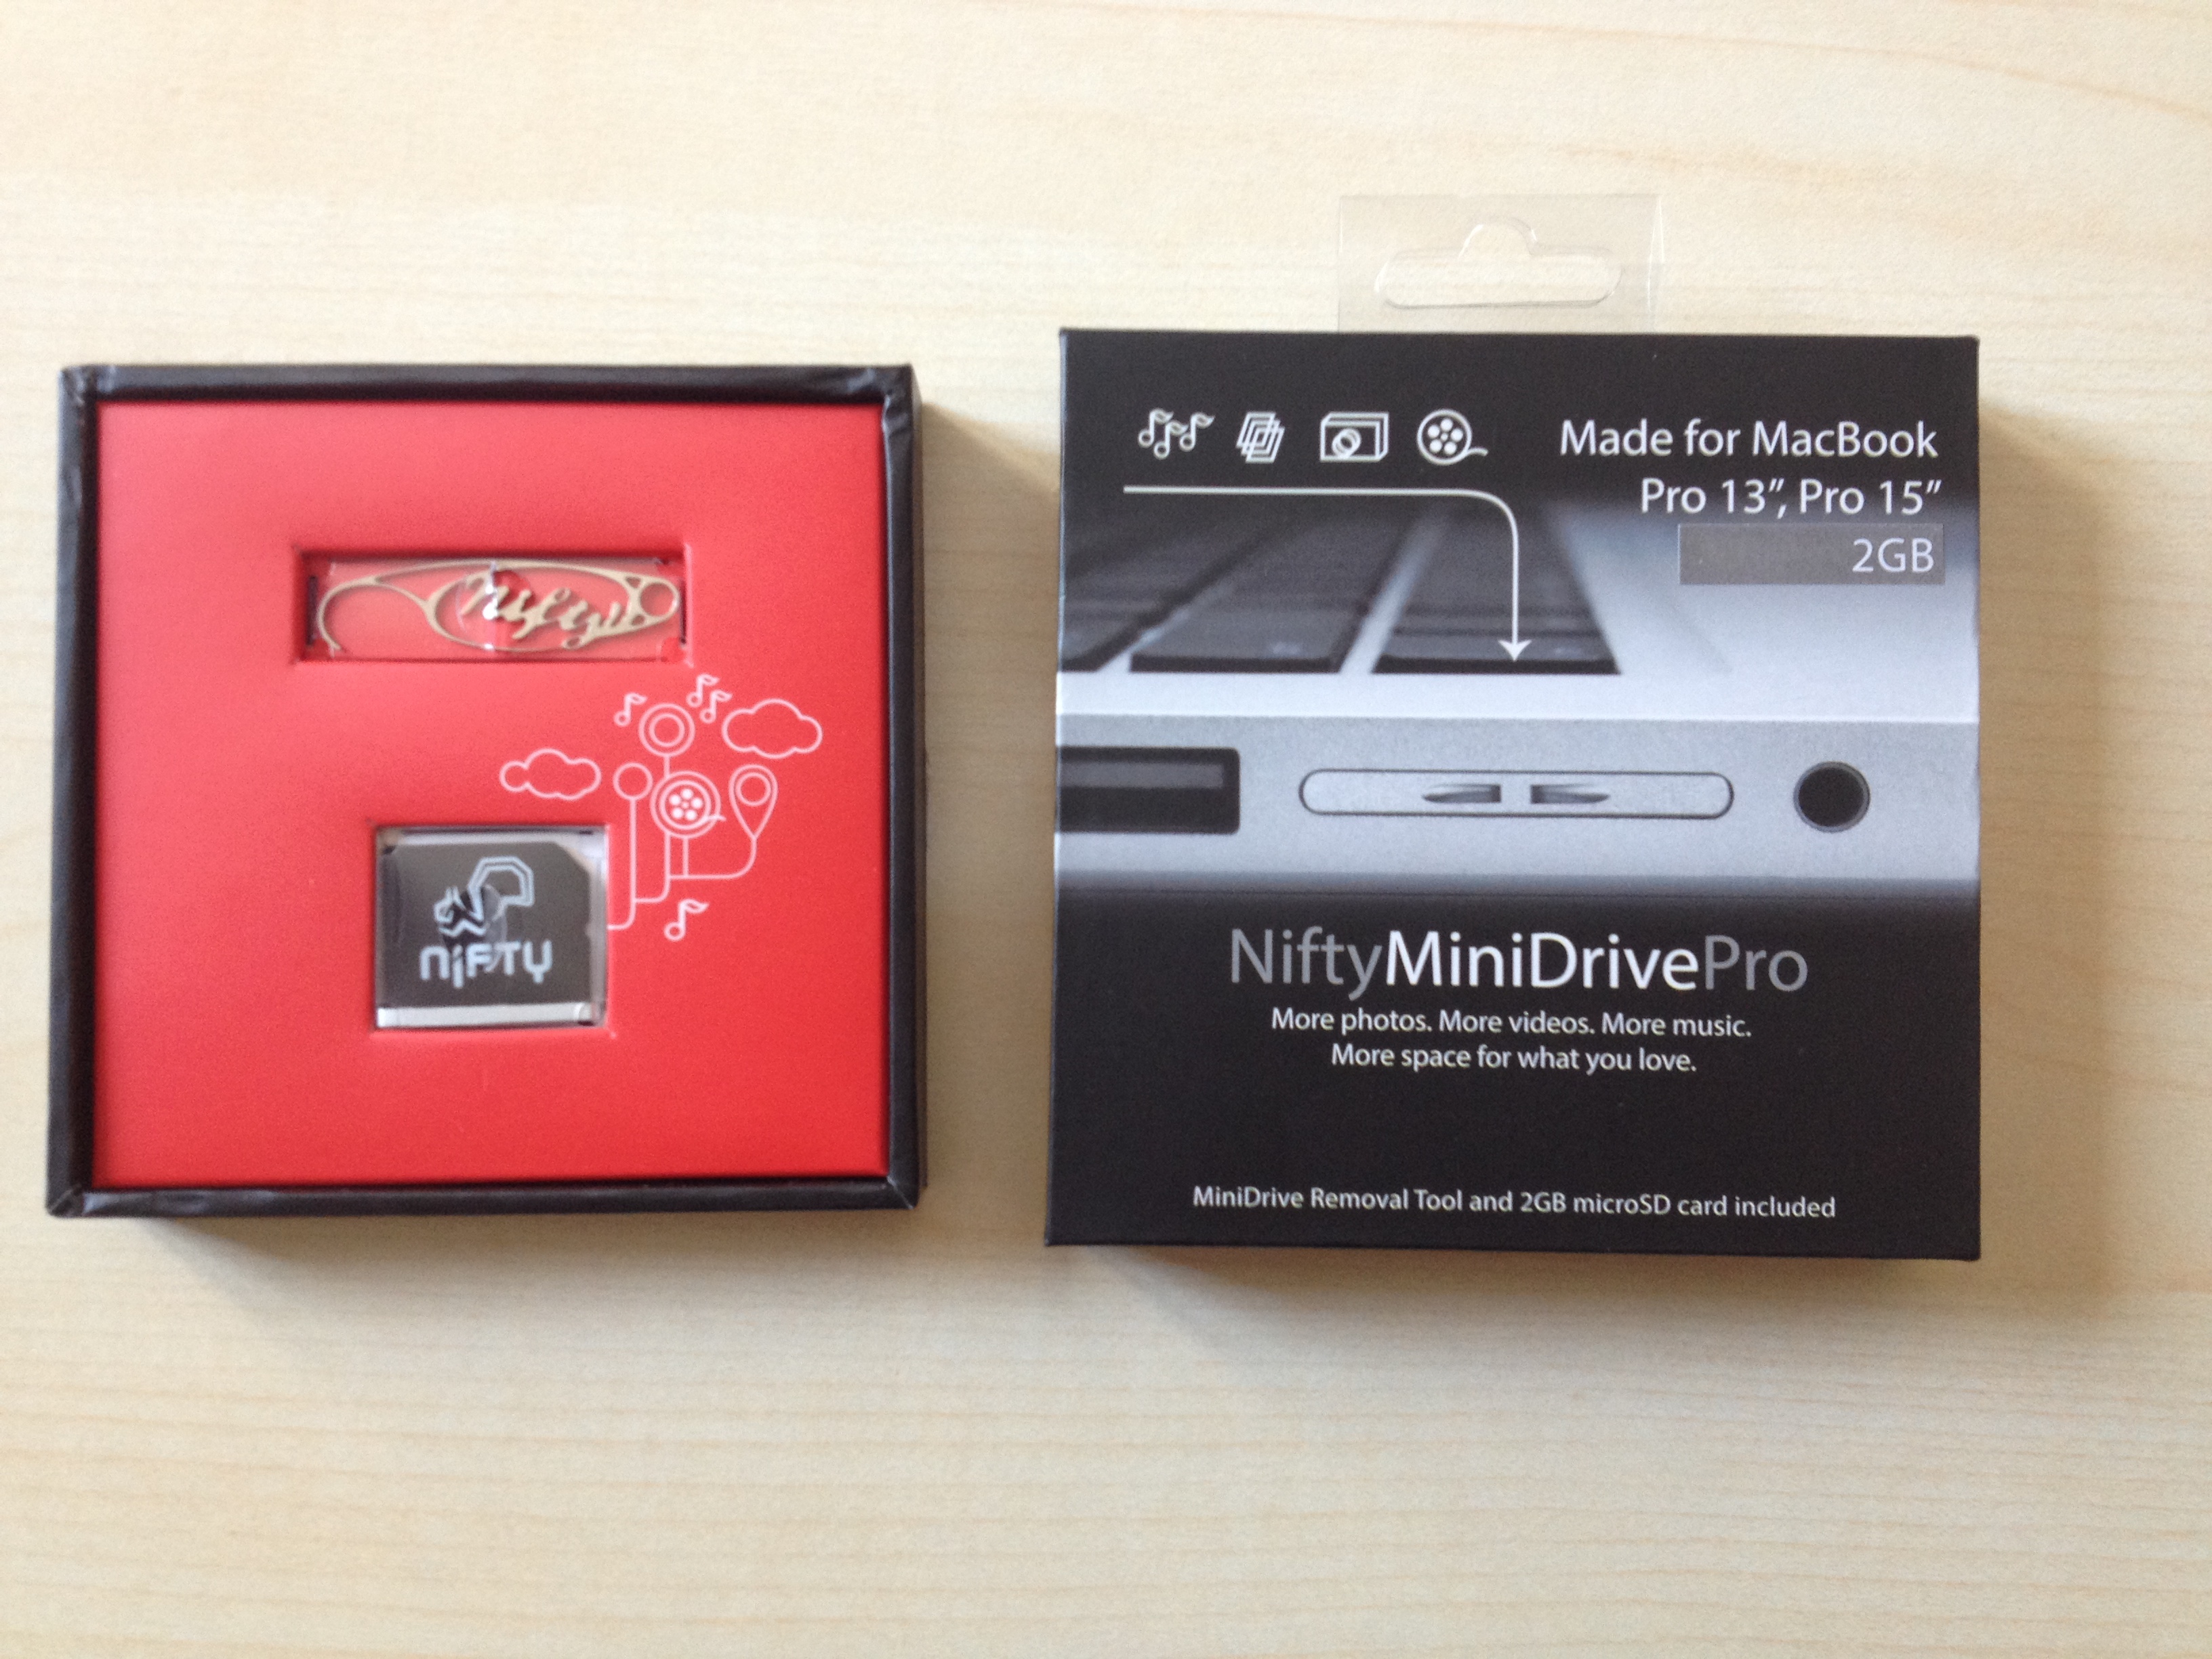 nifty
NIFTY
Made for MacBook
Pro 13”, Pro 15”
2GB
NiftyMiniDrivePro
More photos. More videos. More music.
More space for what you love.
MiniDrive Removal Tool and 2GB microSD card included